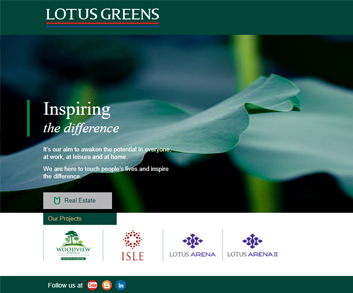 LOTUS GREENS
Inspiring
the difference
It's our aim to awaken the potential in everyone,
at work, at leisure and at home.
We are here to touch people's lives and inspire
the difference.
Real Estate
Our Projects
WOODVIEW
ISLE
LOTUS ARENA
LOTUS ARENA II
Follow us at
You
in